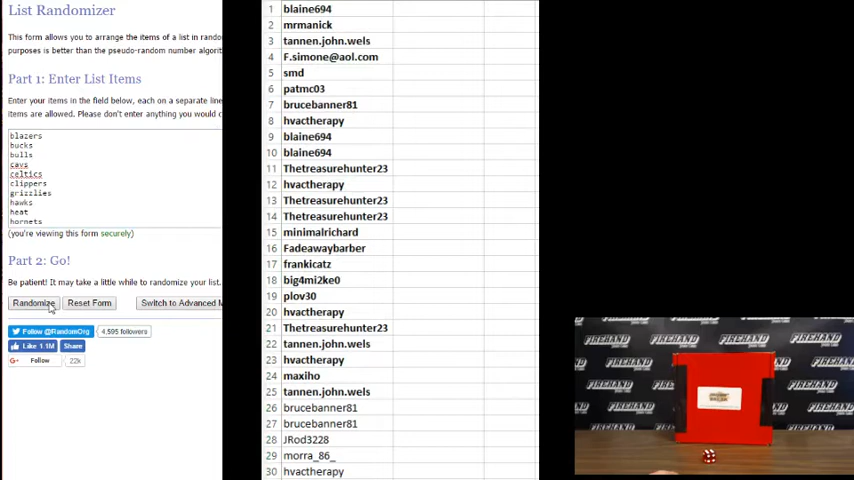 List Randomizer
This form allows you to arrange the items of a list in rando
purposes is better than the pseudo-random number algorit
Part 1: Enter List Items
Enter your items in the field below, each on a separate line
items are allowed. Please don't enter anything you would c
blazers
bucks
bulls
cavs
celtics
clippers
grizzlies
hawks
heat
hornets
(you're viewing this form securely)
Part 2: Go!
Be patient! It may take a little while to randomize your list.
Randomize Reset Form Switch to Advanced M
Follow @RandomOrg 4,595 followers
Like 1.1M Share
G+ Follow 22k
1 blaine694
2 mrmanick
3 tannen.john.wels
4 F.simone@aol.com
5 smd
6 patmc03
7 brucebanner81
8 hvactherapy
9 blaine694
10 blaine694
11 Thetreasurehunter23
12 hvactherapy
13 Thetreasurehunter23
14 Thetreasurehunter23
15 minimalrichard
16 Fadeawaybarber
17 frankicatz
18 big4mi2ke0
19 plov30
20 hvactherapy
21 Thetreasurehunter23
22 tannen.john.wels
23 hvactherapy
24 maxiho
25 tannen.john.wels
26 brucebanner81
27 brucebanner81
28 JRod3228
29 morra_86_
30 hvactherapy
FIREHAND
FIREHAND
FIREHAND
FIREHAND